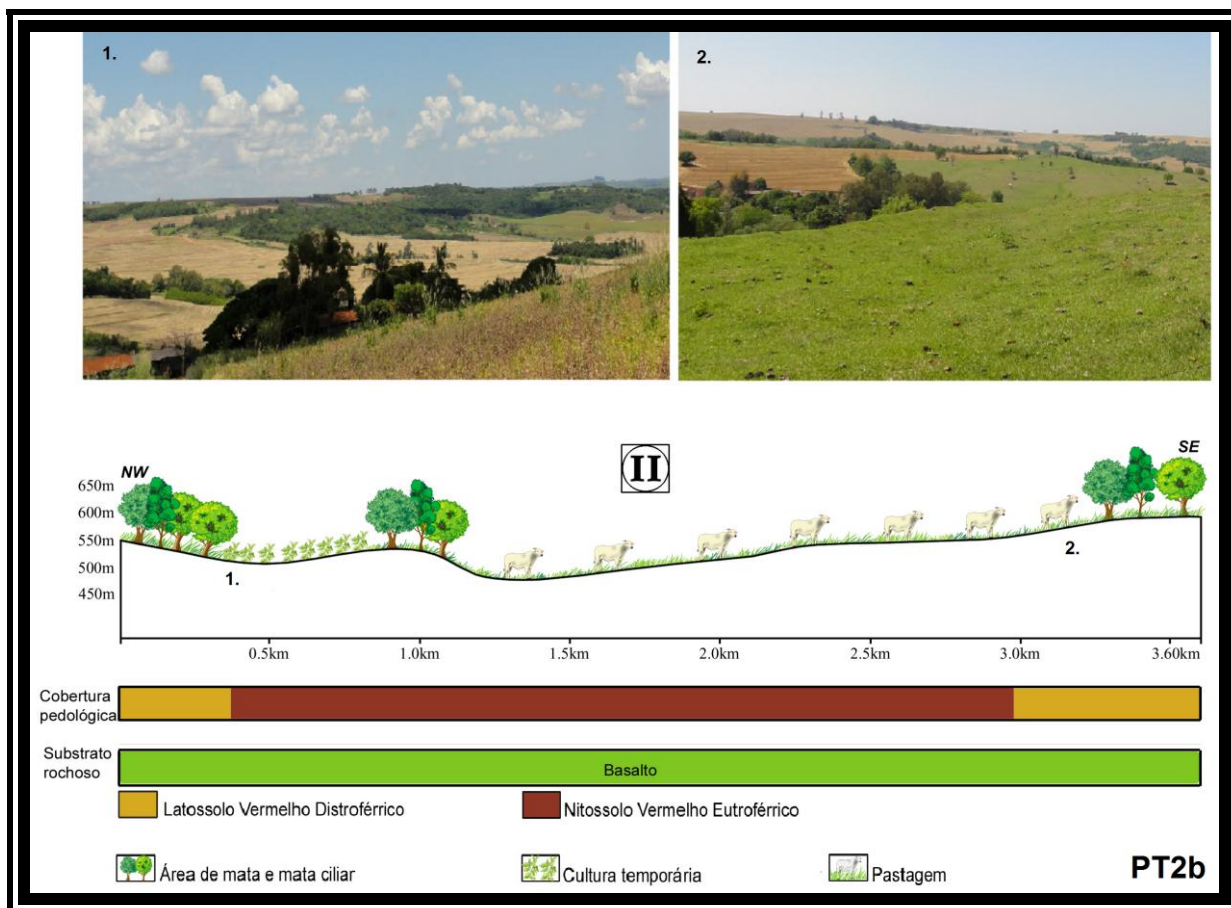 1.
2.
II
NW
SE
650m
600m
550m
500m
450m
1.
2.
0.5km
1.0km
1.5km
2.0km
2.5km
3.0km
3.60km
Cobertura
pedológica
Substrato
rochoso
Basalto
Latossolo Vermelho Distroférrico
Nitossolo Vermelho Eutroférrico
Área de mata e mata ciliar
Cultura temporária
Pastagem
PT2b